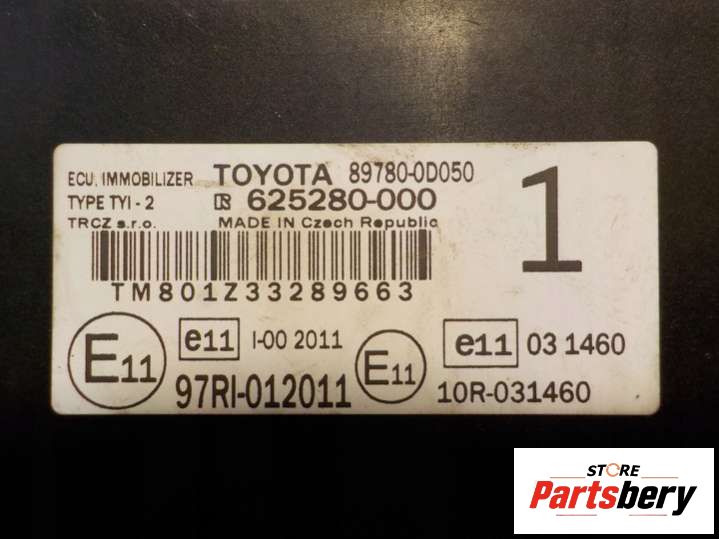 ECU. IMMOBILIZER TOYOTA 89780-0D050
TYPE TYI - 2 R 625280-000
TRCZ s.r.o. MADE IN Czech Republic
1
TM801Z33289663
E11 e11 I-00 2011 E11 e11 03 1460
97RI-012011 10R-031460
STORE
Partsbery